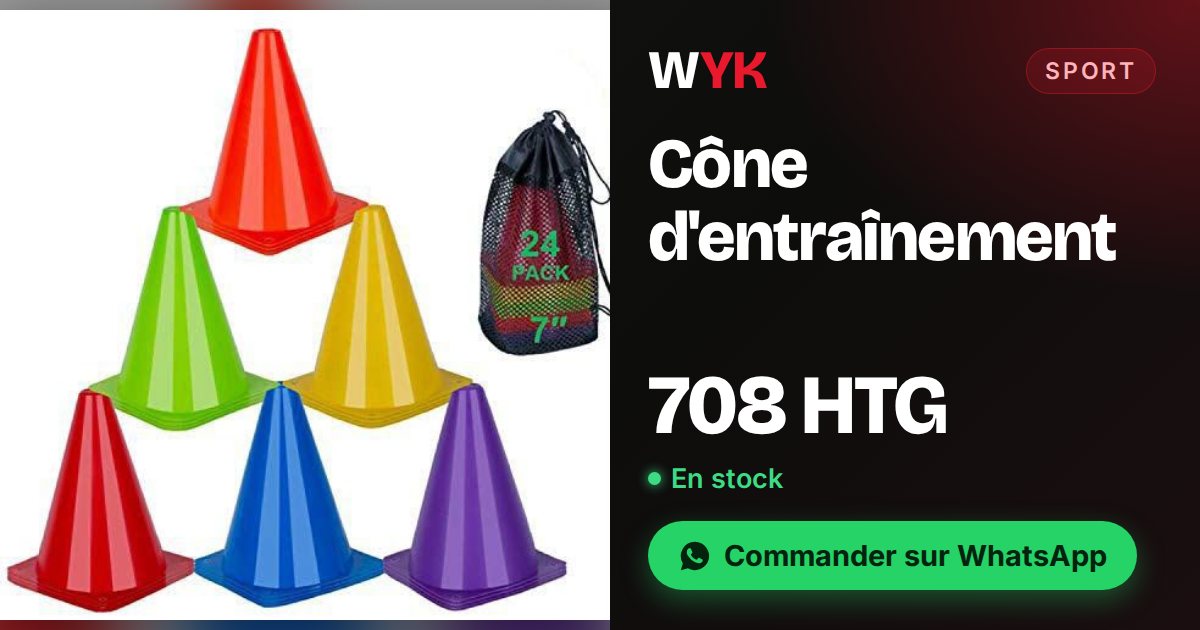 24
PACK
7"
WYK
SPORT
Cône
d'entraînement
708 HTG
En stock
Commander sur WhatsApp